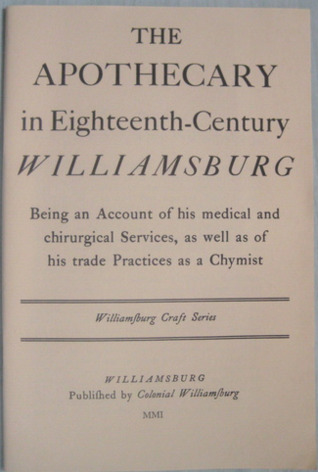 THE
APOTHECARY
in Eighteenth-Century
WILLIAMSBURG
Being an Account of his medical and
chirurgical Services, as well as of
his trade Practices as a Chymist
Williamſburg Craft Series
WILLIAMSBURG
Publiſhed by Colonial Williamſburg
MMI